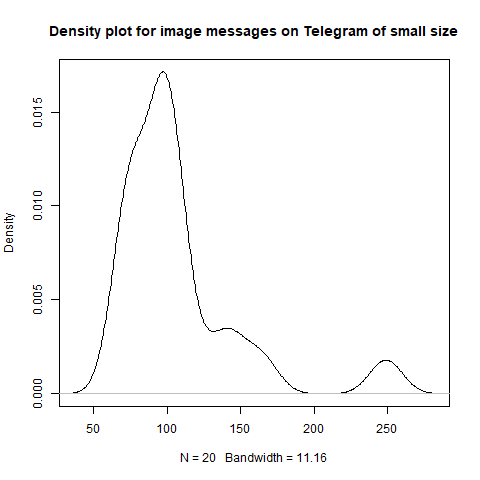 Density plot for image messages on Telegram of small size
Density
0.015
0.010
0.005
0.000
50 100 150 200 250
N = 20 Bandwidth = 11.16